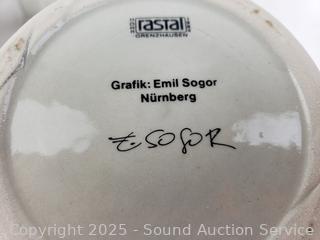 rastal
GRENZHAUSEN
Grafik: Emil Sogor
Nürnberg
E. SOGOR
Copyright 2025 - Sound Auction Service